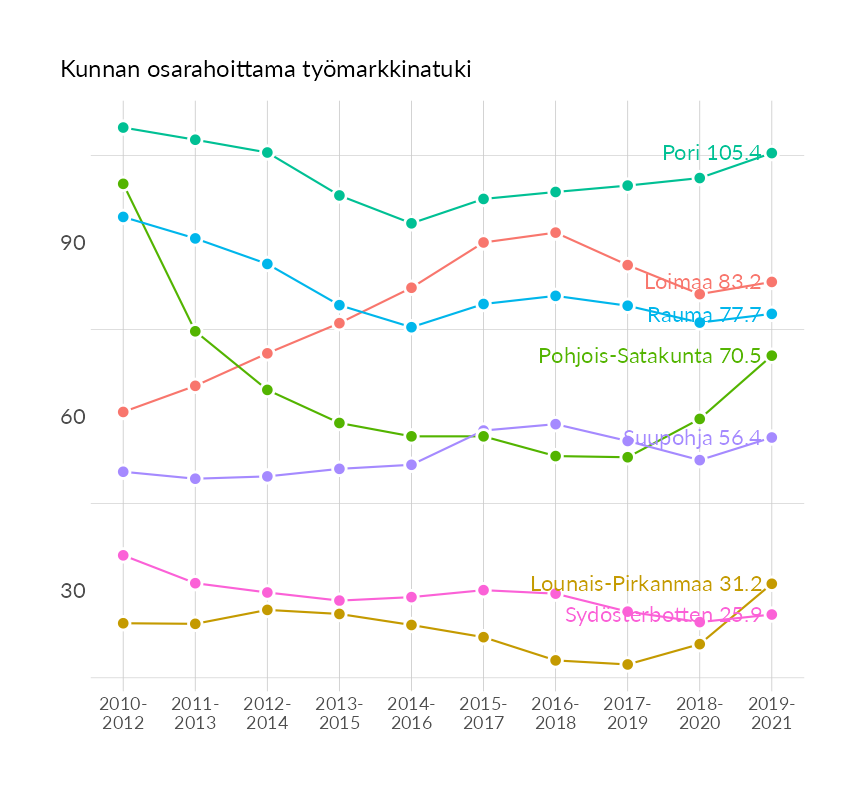 Kunnan osarahoittama työmarkkinatuki
Pori 105.4
90
Loimaa 83.2
Rauma 77.7
Pohjois-Satakunta 70.5
60
Suupohja 56.4
30
Lounais-Pirkanmaa 31.2
Sydösterbotten 25.9
2010- 2011- 2012- 2013- 2014- 2015- 2016- 2017- 2018- 2019-
2012 2013 2014 2015 2016 2017 2018 2019 2020 2021